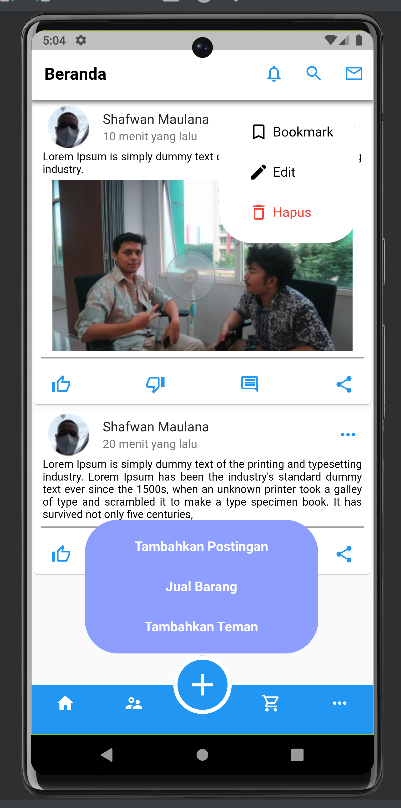 5:04
Beranda
Shafwan Maulana
10 menit yang lalu
Bookmark
Lorem Ipsum is simply dummy text
industry.
Edit
Hapus
Shafwan Maulana
20 menit yang lalu
Lorem Ipsum is simply dummy text of the printing and typesetting
industry. Lorem Ipsum has been the industry's standard dummy
text ever since the 1500s, when an unknown printer took a galley
of type and scrambled it to make a type specimen book. It has
survived not only five centuries,
Tambahkan Postingan
Jual Barang
Tambahkan Teman